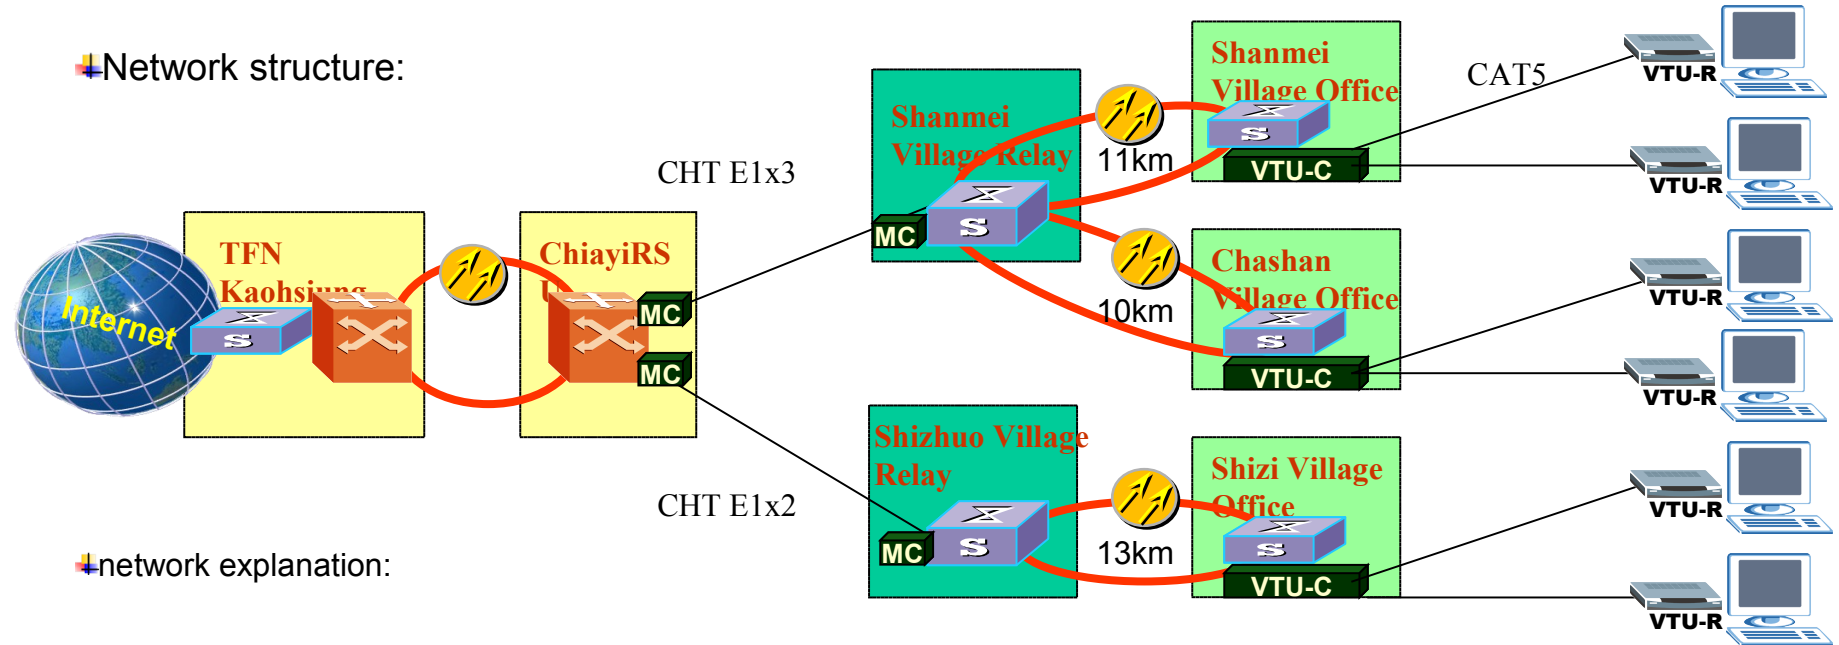 Network structure:
Internet
TFN
Kaohsiung
S
ChiayiRS
U
MC
MC
CHT E1x3
CHT E1x2
Shanmei
Village Relay
MC
S
11km
10km
Shanmei
Village Office
S
VTU-C
Chashan
Village Office
S
VTU-C
Shizhuo Village
Relay
MC
S
13km
Shizi Village
Office
S
VTU-C
CAT5
VTU-R
VTU-R
VTU-R
VTU-R
VTU-R
VTU-R
network explanation: